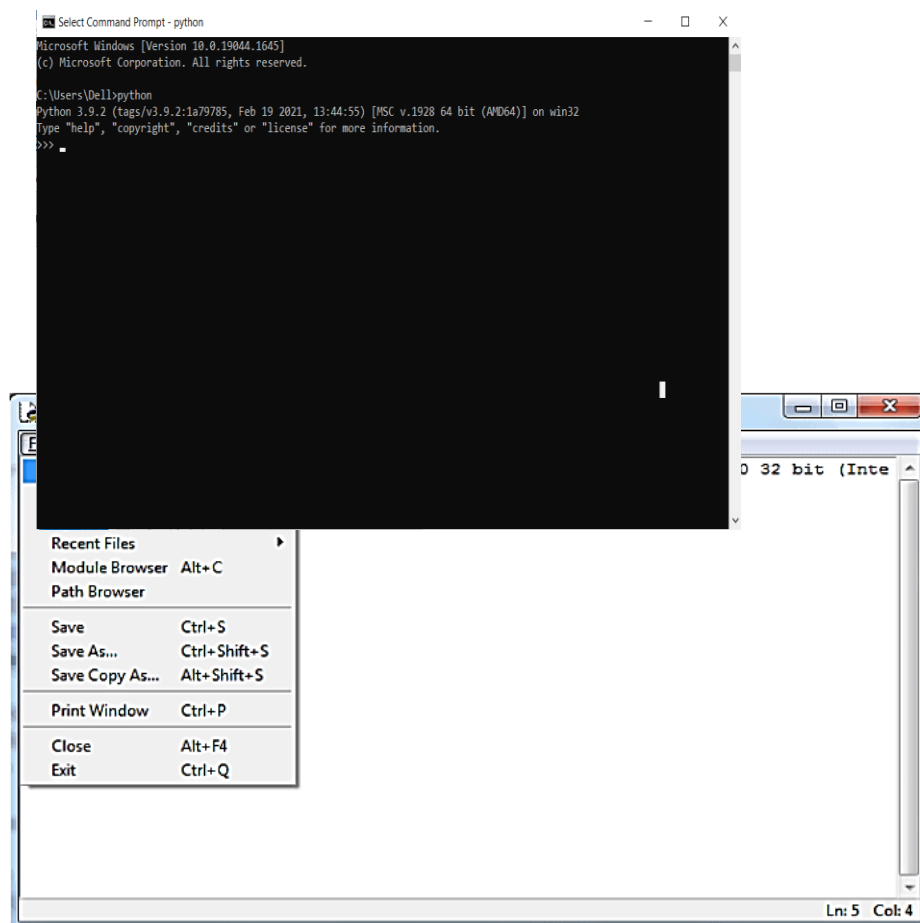 Select Command Prompt - python
Microsoft Windows [Version 10.0.19044.1645]
(c) Microsoft Corporation. All rights reserved.
C:\Users\Dell>python
Python 3.9.2 (tags/v3.9.2:1a79785, Feb 19 2021, 13:44:55) [MSC v.1928 64 bit (AMD64)] on win32
Type "help", "copyright", "credits" or "license" for more information.
>>>
32 bit (Inte
Recent Files
Module Browser Alt+C
Path Browser
Save Ctrl+S
Save As... Ctrl+Shift+S
Save Copy As... Alt+Shift+S
Print Window Ctrl+P
Close Alt+F4
Exit Ctrl+Q
Ln: 5 Col: 4